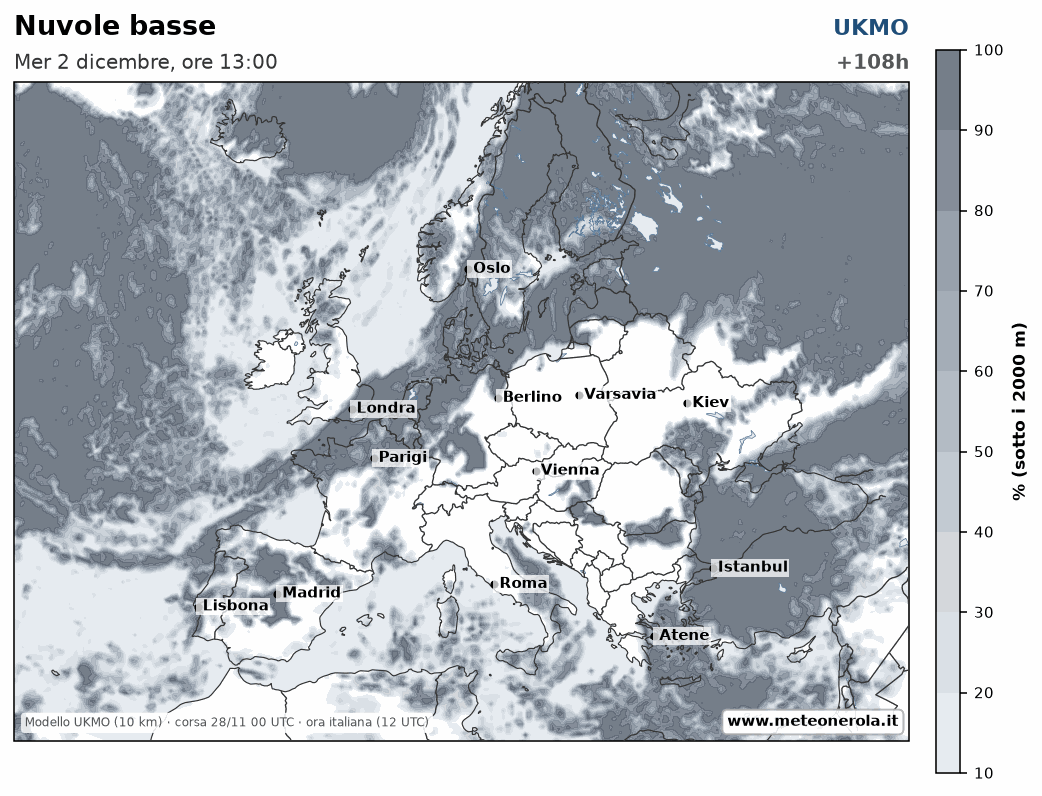 Nuvole basse
UKMO
Mer 2 dicembre, ore 13:00
+108h
100
90
80
70
60
50
40
30
20
10
% (sotto i 2000 m)
Oslo
Berlino
Varsavia
Kiev
Londra
Parigi
Vienna
Istanbul
Roma
Madrid
Lisbona
Atene
Modello UKMO (10 km) · corsa 28/11 00 UTC · ora italiana (12 UTC)
www.meteonerola.it